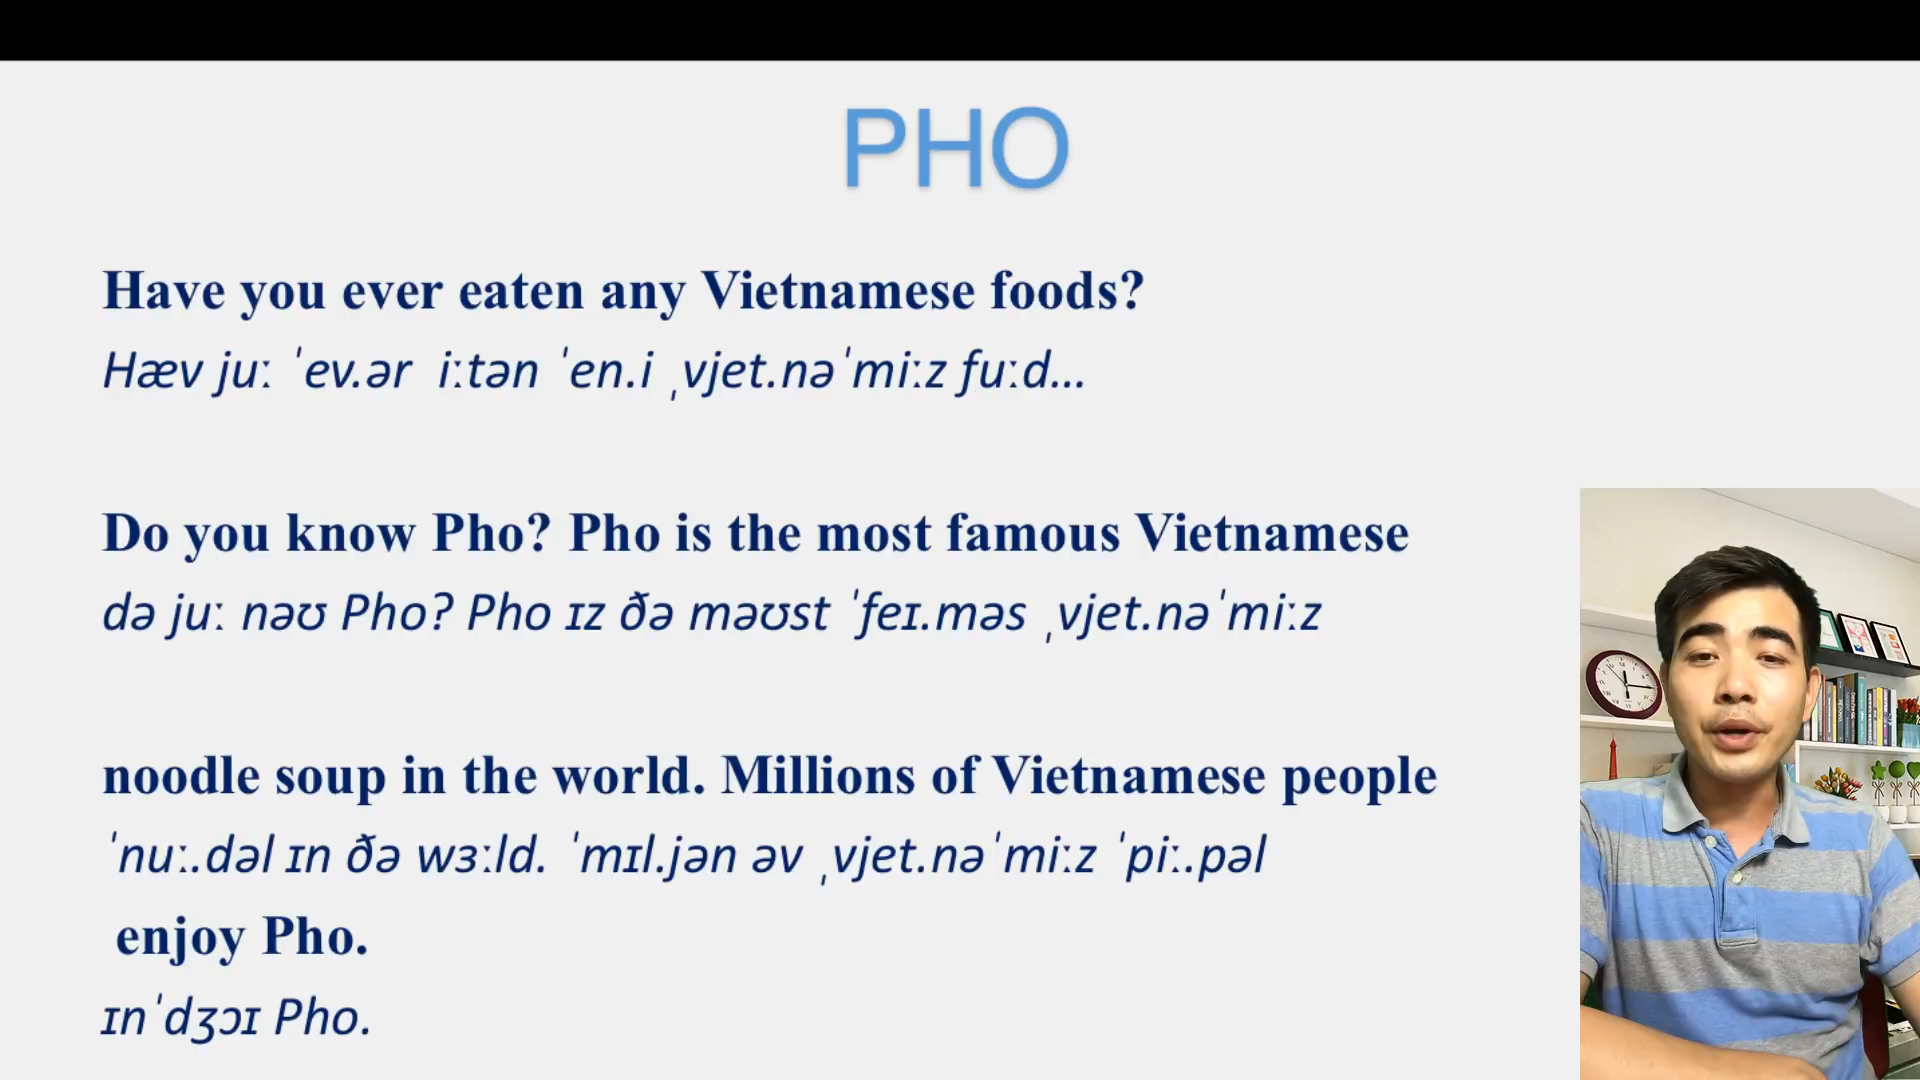 PHO
Have you ever eaten any Vietnamese foods?
Hæv juː ˈev.ər iːtən ˈen.i ˌvjet.nəˈmiːz fuːd...
Do you know Pho? Pho is the most famous Vietnamese
də juː nəʊ Pho? Pho ɪz ðə məʊst ˈfeɪ.məs ˌvjet.nəˈmiːz
noodle soup in the world. Millions of Vietnamese people
ˈnuː.dəl ɪn ðə wɜːld. ˈmɪl.jən əv ˌvjet.nəˈmiːz ˈpiː.pəl
enjoy Pho.
ɪnˈdʒɔɪ Pho.